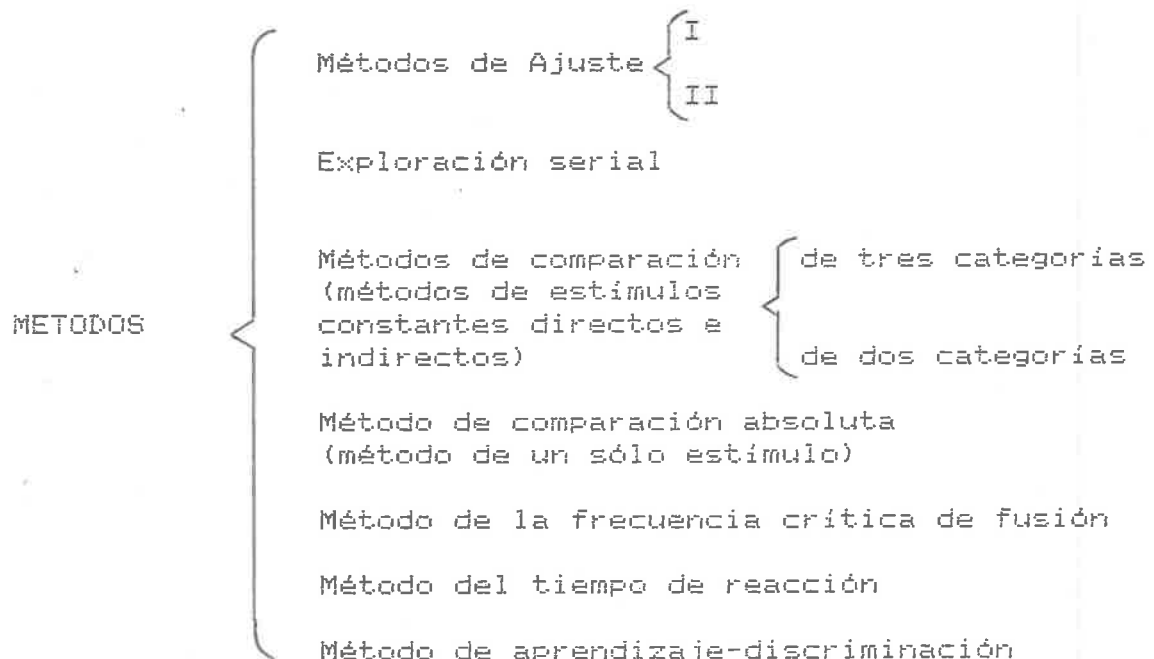 I
Métodos de Ajuste
II
Exploración serial
Métodos de comparación
(métodos de estímulos
constantes directos e
indirectos)
de tres categorías
de dos categorías
METODOS
Método de comparación absoluta
(método de un sólo estímulo)
Método de la frecuencia crítica de fusión
Método del tiempo de reacción
Método de aprendizaje-discriminación